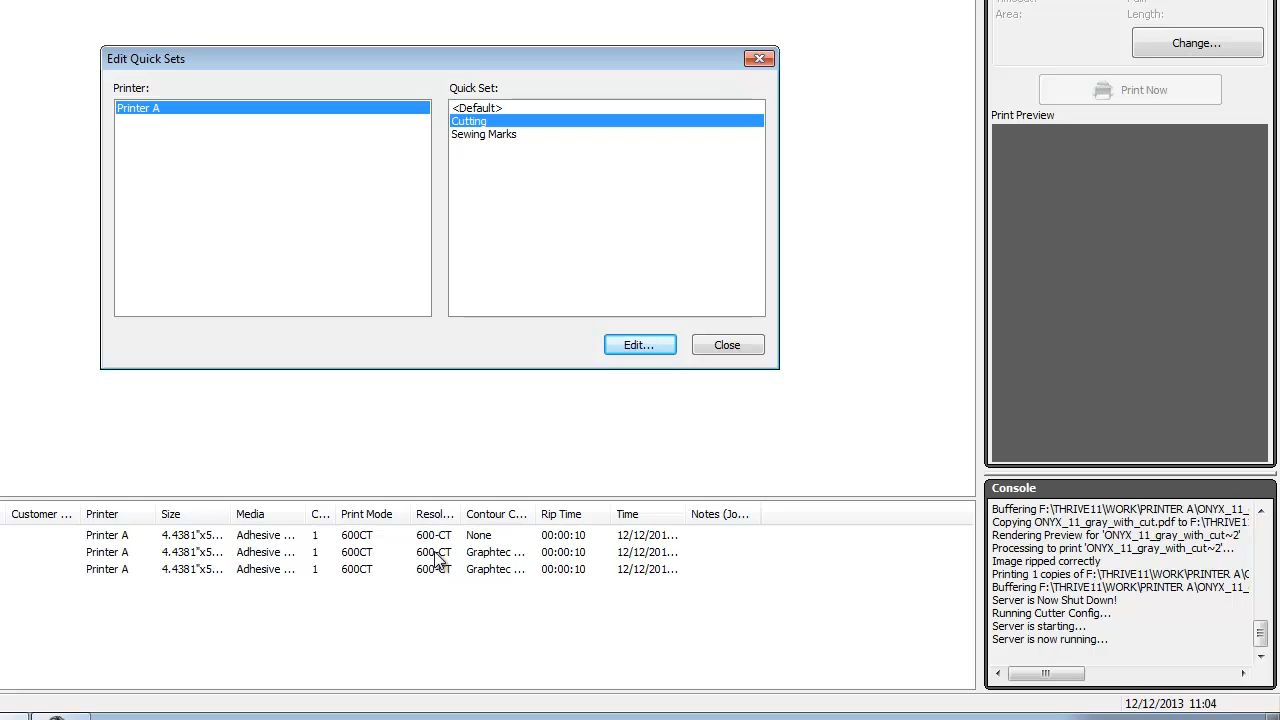 Area: Length:
Change...
Edit Quick Sets
Printer: Quick Set:
Printer A <Default>
Cutting
Sewing Marks
Edit... Close
Print Now
Print Preview
Console
Buffering F:\THRIVE11\WORK\PRINTER A\ONYX_11_
Copying ONYX_11_gray_with_cut.pdf to F:\THRIVE11
Rendering Preview for 'ONYX_11_gray_with_cut~2'
Processing to print 'ONYX_11_gray_with_cut~2'...
Image ripped correctly
Printing 1 copies of F:\THRIVE11\WORK\PRINTER A\O
Buffering F:\THRIVE11\WORK\PRINTER A\ONYX_11_
Server is Now Shut Down!
Running Cutter Config...
Server is starting...
Server is now running...
Customer ... Printer Size Media C... Print Mode Resol... Contour C... Rip Time Time Notes (Jo...
Printer A 4.4381"x5... Adhesive ... 1 600CT 600-CT None 00:00:10 12/12/201...
Printer A 4.4381"x5... Adhesive ... 1 600CT 600-CT Graphtec ... 00:00:10 12/12/201...
Printer A 4.4381"x5... Adhesive ... 1 600CT 600-CT Graphtec ... 00:00:10 12/12/201...
12/12/2013 11:04